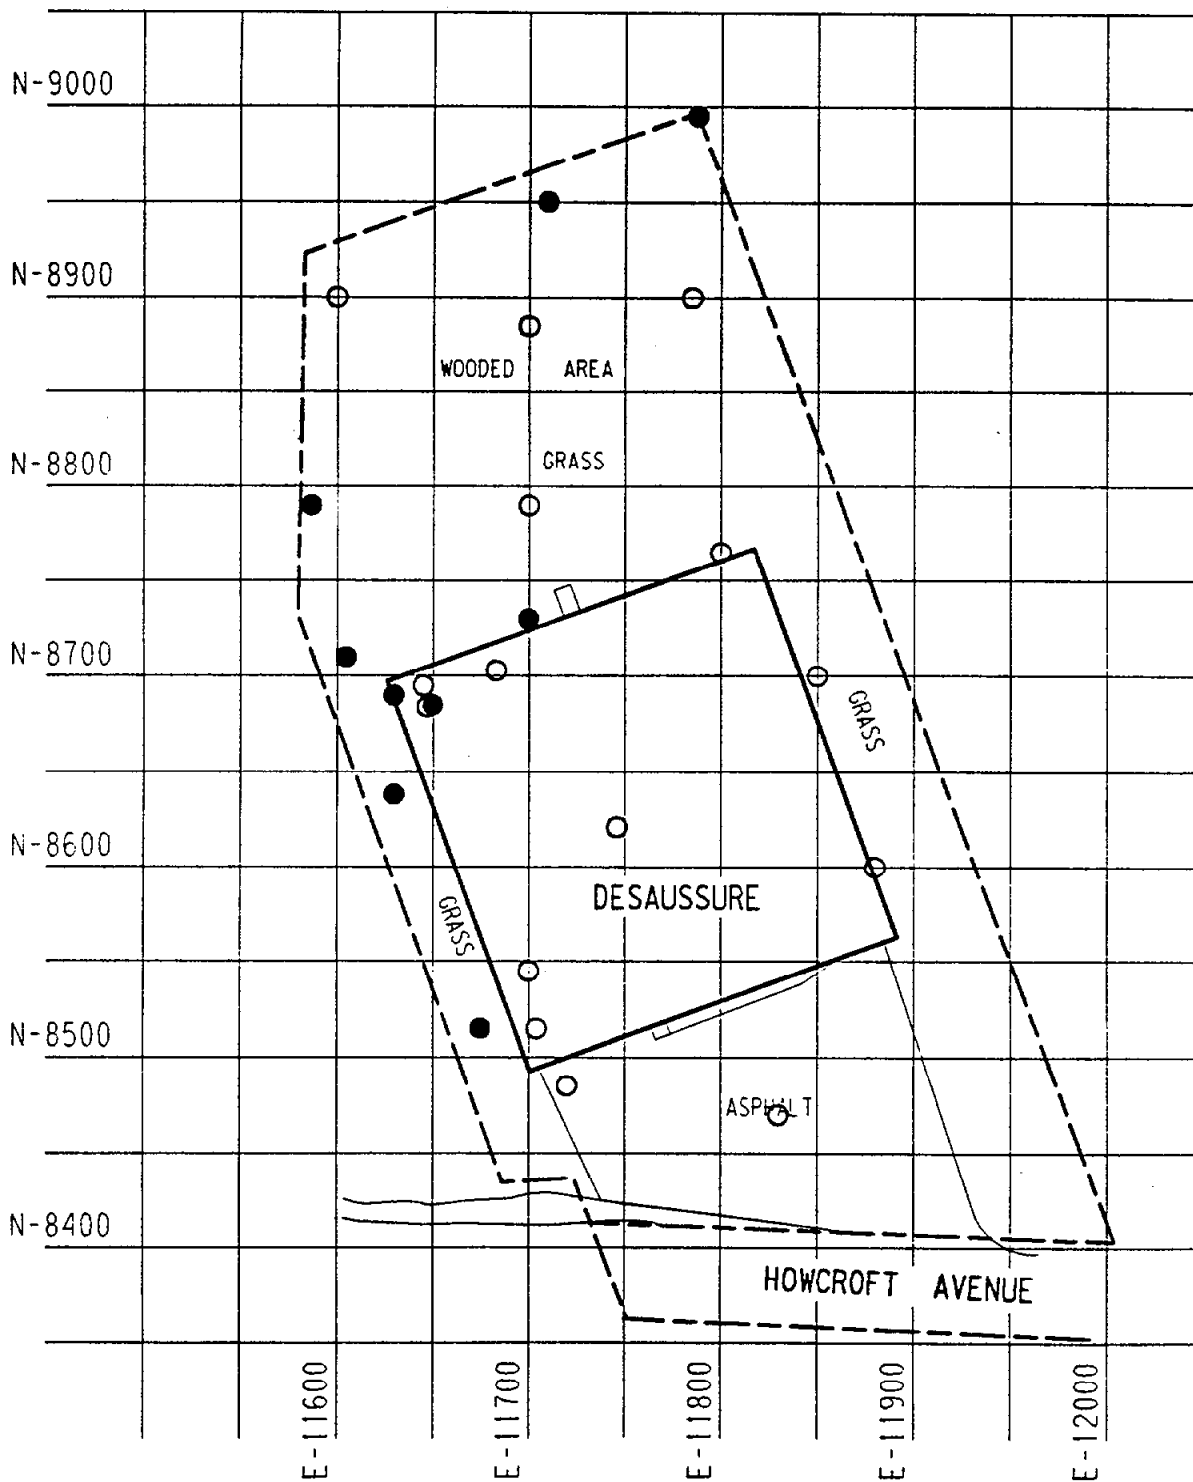 N-9000
N-8900
WOODED AREA
N-8800
GRASS
N-8700
GRASS
N-8600
DESAUSSURE
GRASS
N-8500
ASPHALT
N-8400
HOWCROFT AVENUE
E-11600
E-11700
E-11800
E-11900
E-12000